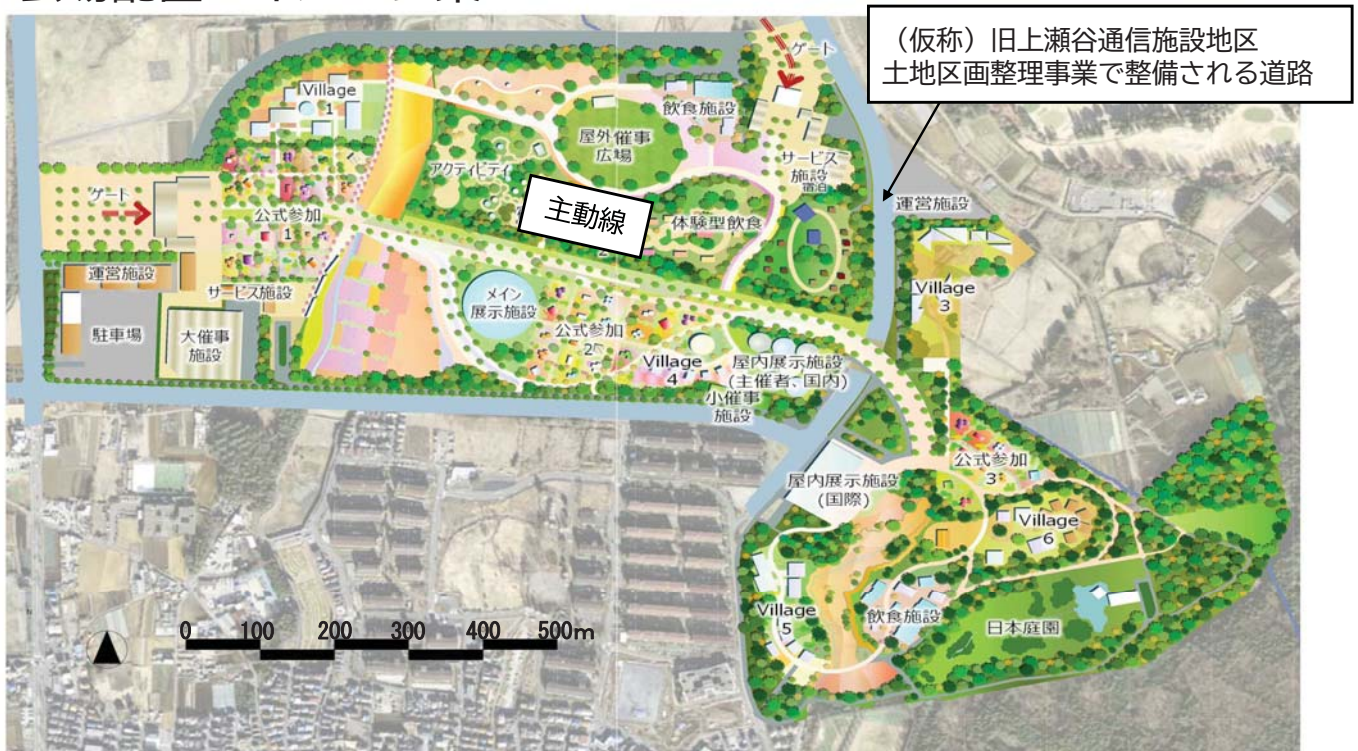 (仮称)旧上瀬谷通信施設地区
土地区画整理事業で整備される道路
ゲート
Village
1
飲食施設
屋外催事
広場
アクティビティ
サービス
施設
宿泊
運営施設
ゲート
公式参加
1
主動線
体験型飲食
2
Village
3
運営施設
サービス施設
駐車場
大催事
施設
メイン
展示施設
公式参加
2
Village
4
屋内展示施設
(主催者、国内)
小催事
施設
公式参加
3
屋内展示施設
(国際)
Village
6
Village
5
飲食施設
日本庭園
0 100 200 300 400 500m